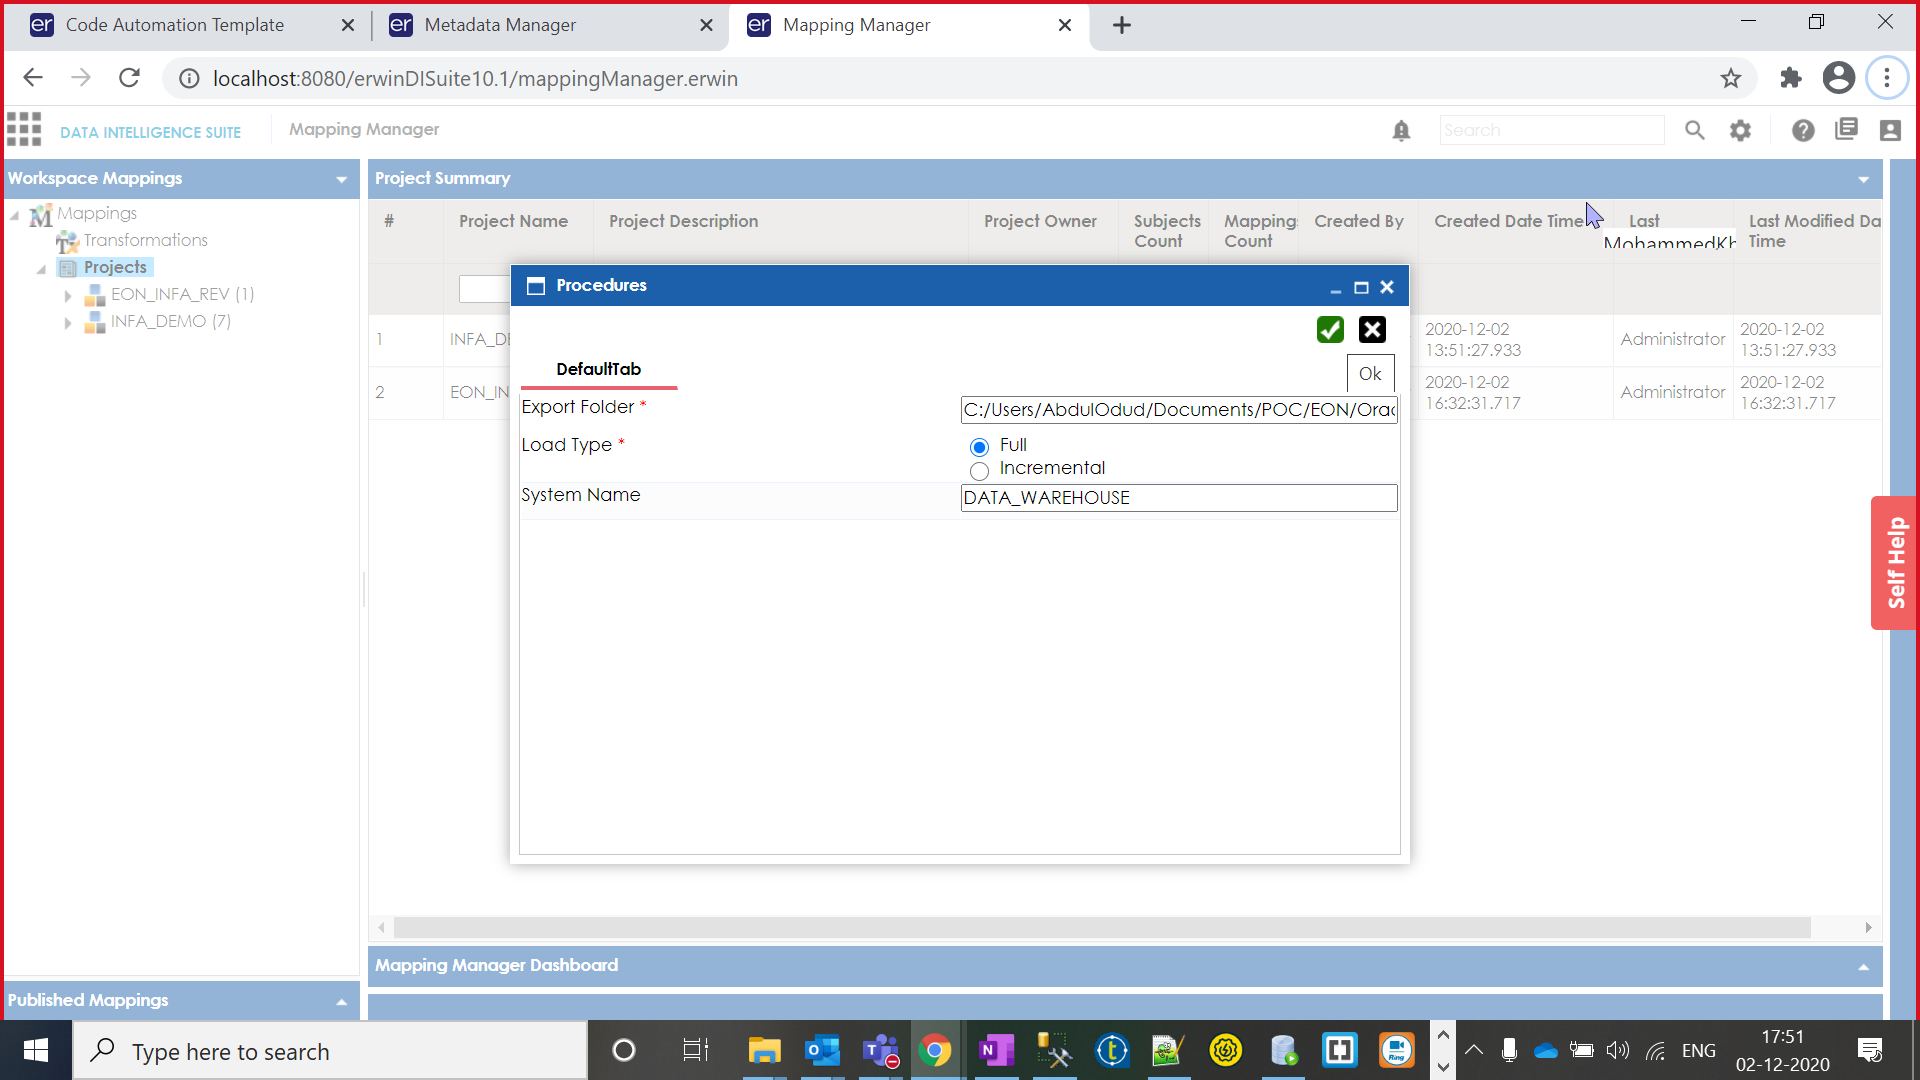 er Code Automation Template
er Metadata Manager
er Mapping Manager
localhost:8080/erwinDISuite10.1/mappingManager.erwin
DATA INTELLIGENCE SUITE
Mapping Manager
Search
Workspace Mappings
Mappings
Transformations
Projects
EON_INFA_REV (1)
INFA_DEMO (7)
Published Mappings
Project Summary
# Project Name Project Description Project Owner Subjects Count Mapping Count Created By Created Date Time Last Last Modified Da Time
MohammedKh
1 INFA_DE 2020-12-02 13:51:27.933 Administrator 2020-12-02 13:51:27.933
2 EON_IN 2020-12-02 16:32:31.717 Administrator 2020-12-02 16:32:31.717
Procedures
DefaultTab
Ok
Export Folder * C:/Users/AbdulOdud/Documents/POC/EON/Orac
Load Type * Full
Incremental
System Name DATA_WAREHOUSE
Self Help
Mapping Manager Dashboard
Type here to search
ENG
17:51
02-12-2020